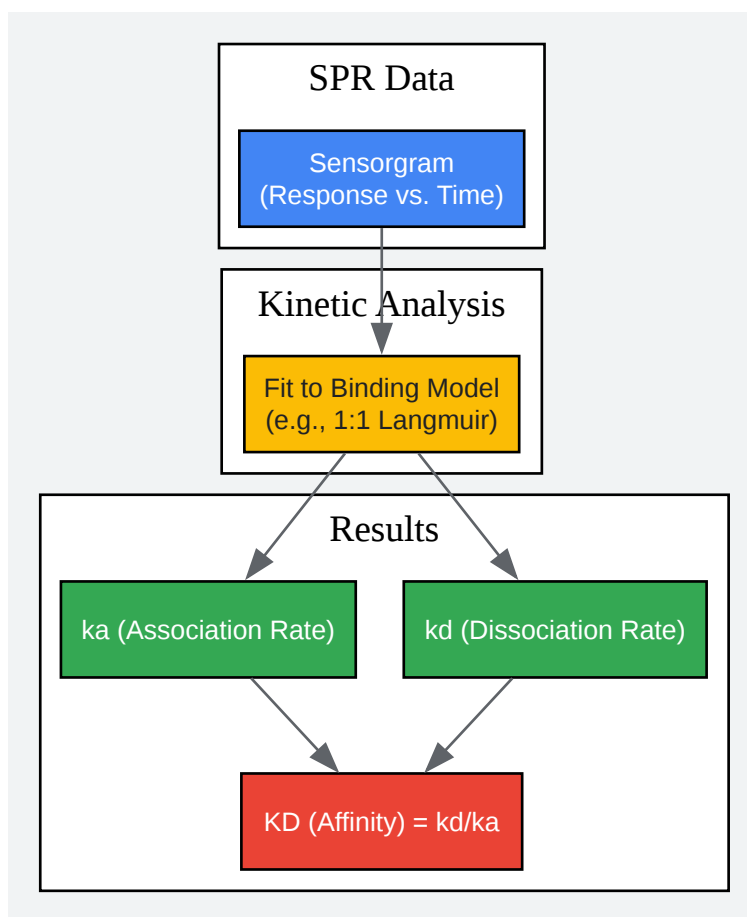 SPR Data
Sensorgram
(Response vs. Time)
Kinetic Analysis
Fit to Binding Model
(e.g., 1:1 Langmuir)
Results
ka (Association Rate)
kd (Dissociation Rate)
KD (Affinity) = kd/ka